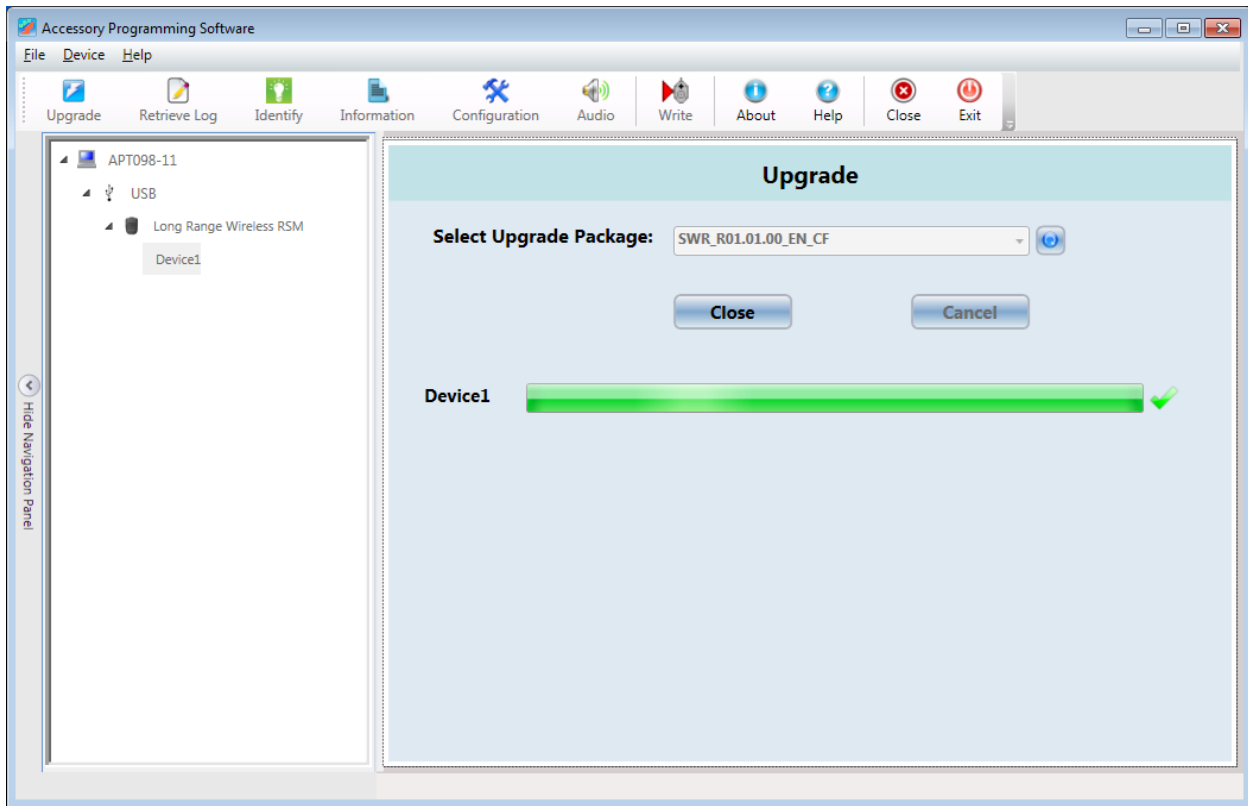 Accessory Programming Software
File Device Help
Upgrade Retrieve Log Identify Information Configuration Audio Write About Help Close Exit
APT098-11
USB
Long Range Wireless RSM
Device1
Hide Navigation Panel
Upgrade
Select Upgrade Package: SWR_R01.01.00_EN_CF
Close Cancel
Device1